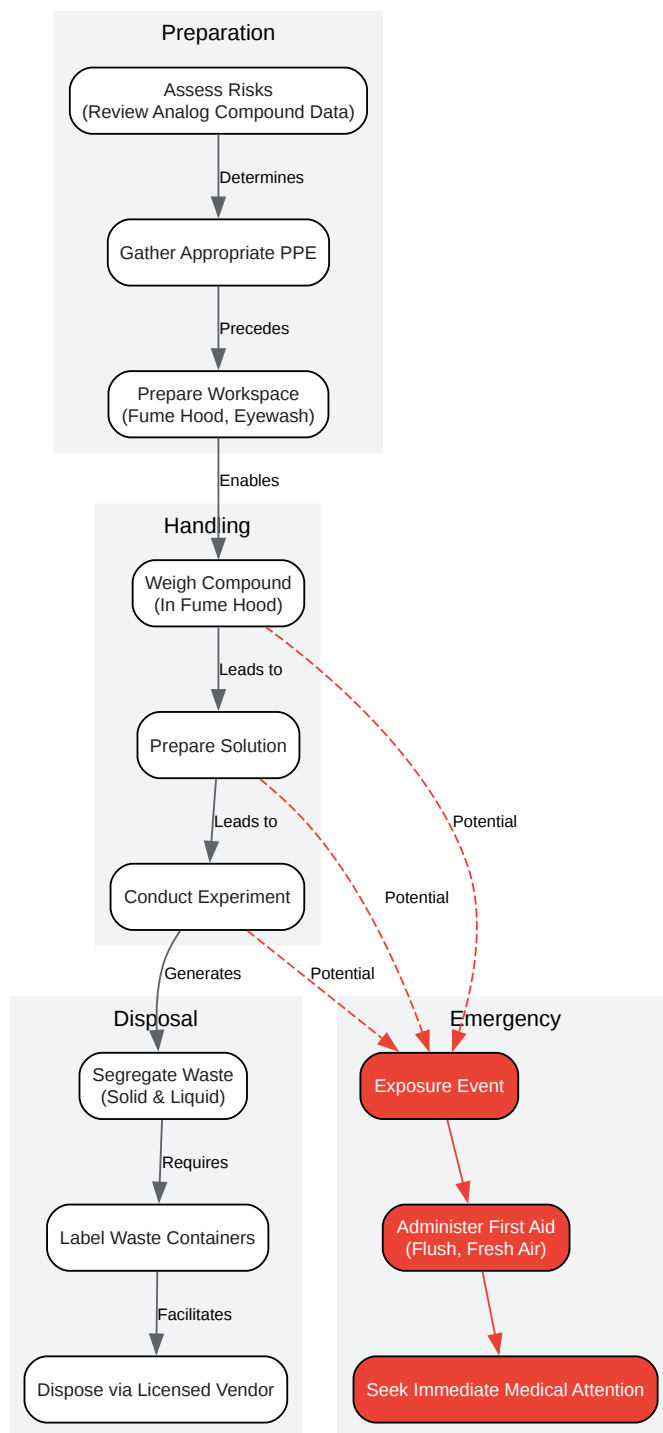 Preparation
Assess Risks
(Review Analog Compound Data)
Determines
Gather Appropriate PPE
Precedes
Prepare Workspace
(Fume Hood, Eyewash)
Enables
Handling
Weigh Compound
(In Fume Hood)
Leads to
Prepare Solution
Leads to
Potential
Conduct Experiment
Potential
Generates
Potential
Disposal
Segregate Waste
(Solid & Liquid)
Requires
Label Waste Containers
Facilitates
Dispose via Licensed Vendor
Emergency
Exposure Event
Administer First Aid
(Flush, Fresh Air)
Seek Immediate Medical Attention